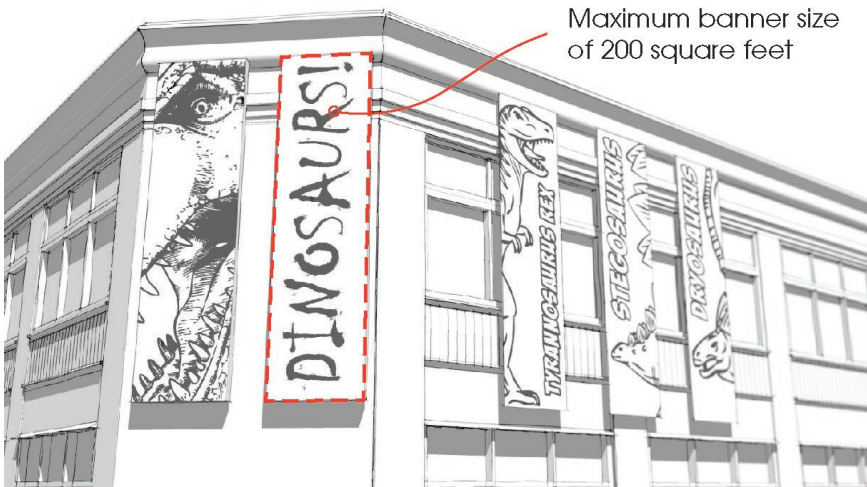 Maximum banner size
of 200 square feet
DINOSAURS!
TYRANNOSAURUS REX
STEGOSAURUS
DRYOSAURUS